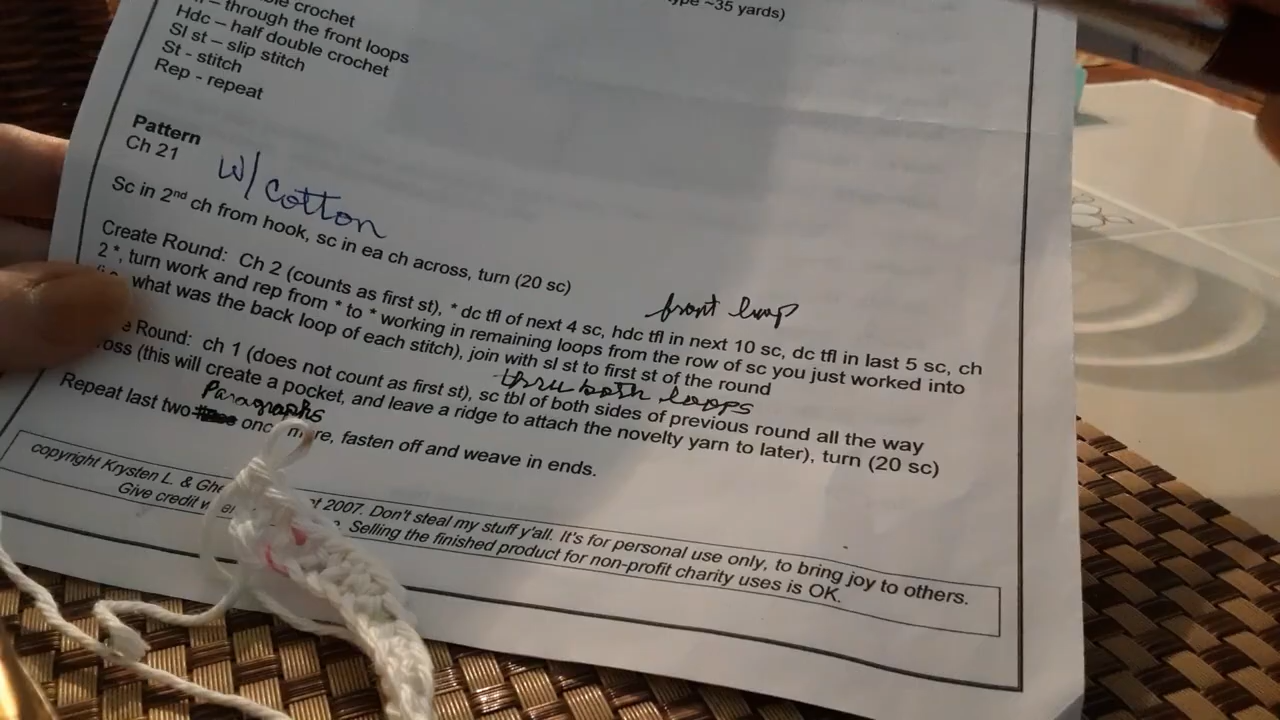 crochet
type ~35 yards)
– through the front loops
Hdc – half double crochet
Sl st – slip stitch
St - stitch
Rep - repeat
Pattern
Ch 21
w/ cotton
Sc in 2nd ch from hook, sc in ea ch across, turn (20 sc)
front loop
Create Round: Ch 2 (counts as first st), * dc tfl of next 4 sc, hdc tfl in next 10 sc, dc tfl in last 5 sc, ch
2 *, turn work and rep from * to * working in remaining loops from the row of sc you just worked into
what was the back loop of each stitch), join with sl st to first st of the round
thru both loops
Round: ch 1 (does not count as first st), sc tbl of both sides of previous round all the way
(this will create a pocket, and leave a ridge to attach the novelty yarn to later), turn (20 sc)
Paragraphs
Repeat last two once more, fasten off and weave in ends.
copyright Krysten L. & 2007. Don't steal my stuff y'all. It's for personal use only, to bring joy to others.
Give credit Selling the finished product for non-profit charity uses is OK.